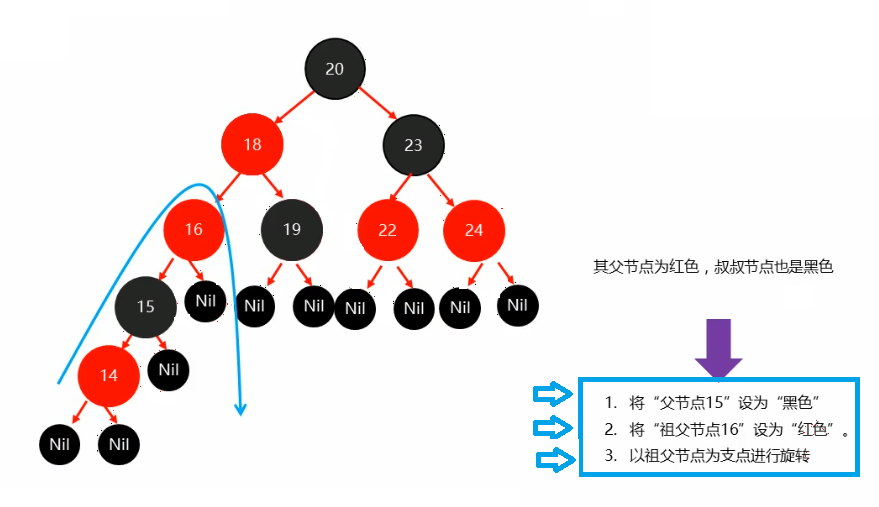 20
18
23
16
19
22
24
其父节点为红色，叔叔节点也是黑色
15
Nil
Nil
Nil
Nil
Nil
Nil
Nil
14
Nil
Nil
Nil
1. 将“父节点15”设为“黑色”
2. 将“祖父节点16”设为“红色”。
3. 以祖父节点为支点进行旋转